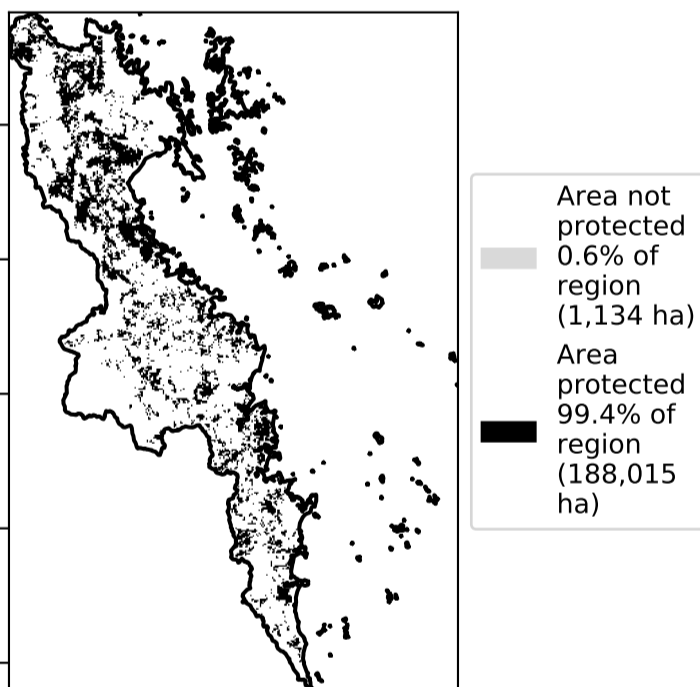 Area not
protected
0.6% of
region
(1,134 ha)
Area
protected
99.4% of
region
(188,015
ha)